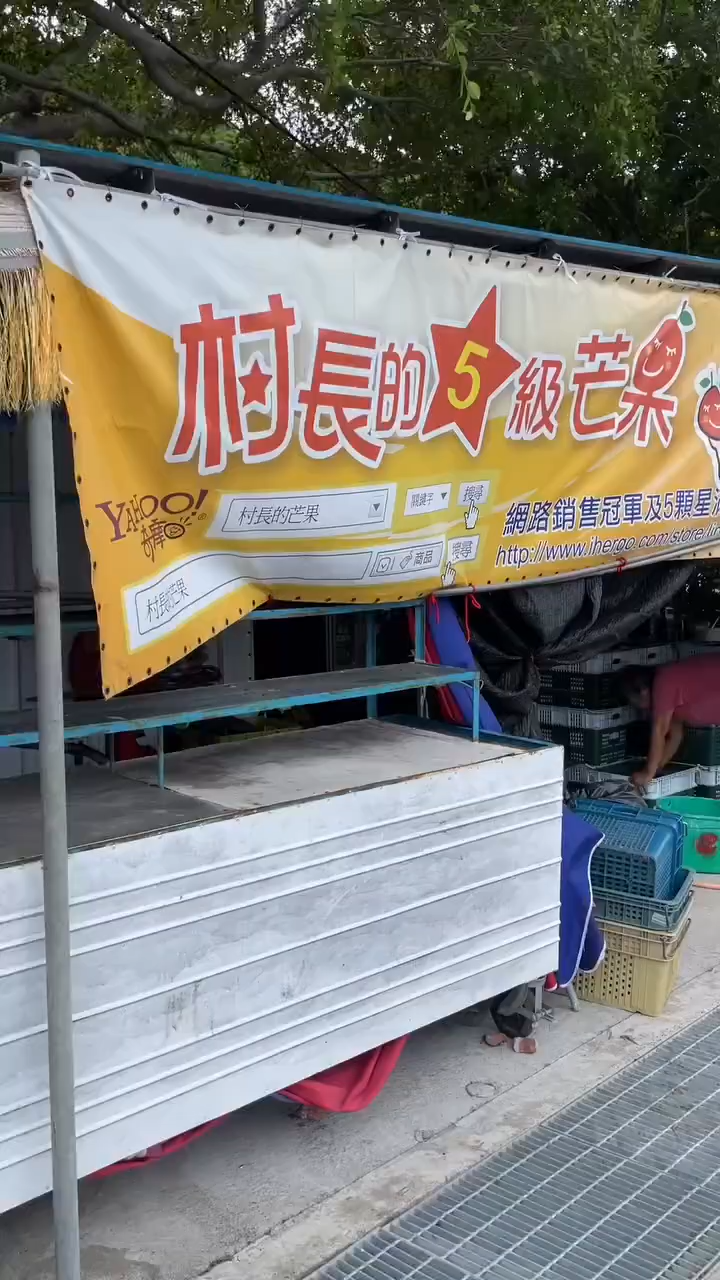 村長的5級芒果
YAHOO!
奇摩
村長的芒果 關鍵字 搜尋
村長芒果 商品 搜尋
網路銷售冠軍及5顆星
http://www.ihergo.com/store/